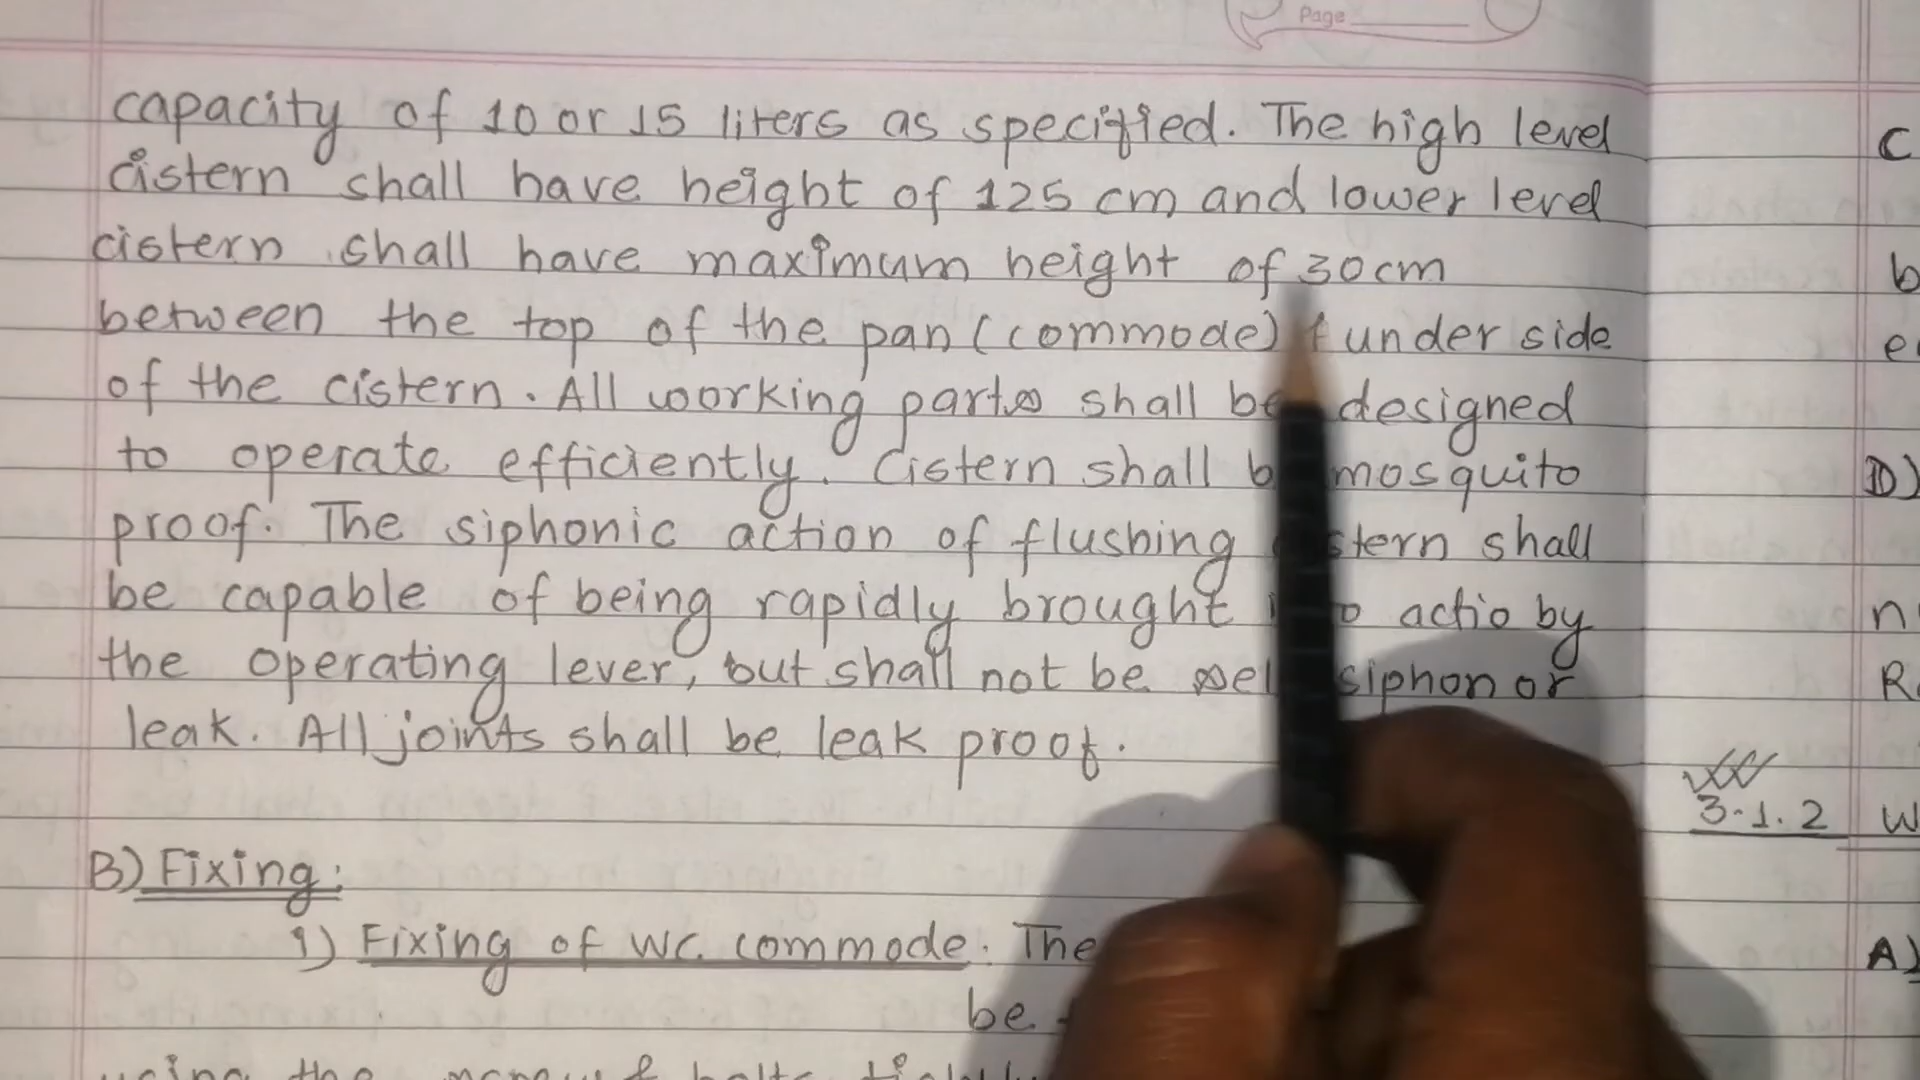 Page
capacity of 10 or 15 liters as specified. The high level
cistern shall have height of 125 cm and lower level
cistern shall have maximum height of 30cm
between the top of the pan (commode) under side
of the cistern. All working parts shall be designed
to operate efficiently. Cistern shall mosquito
proof. The siphonic action of flushing shall
be capable of being rapidly brought actio by
the operating lever, but shall not be siphon or
leak. All joints shall be leak proof.
B) Fixing:
i) Fixing of WC. commode: The
be
using the
C
b
D)
R
3.1.2
W
A)